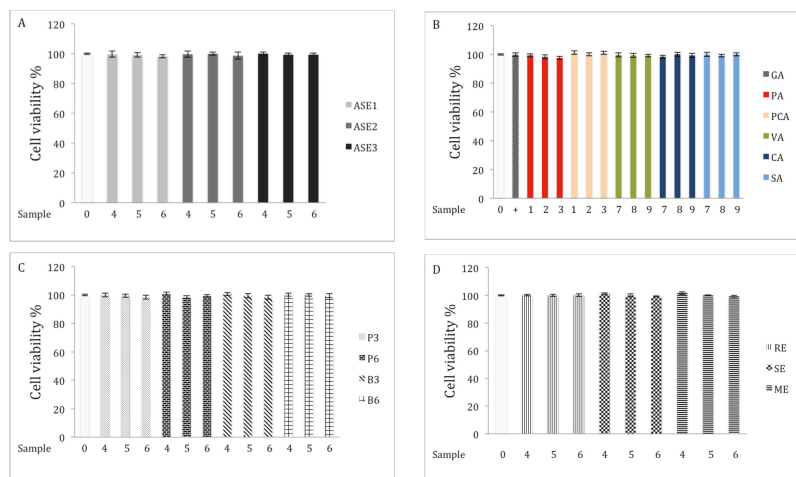 A
Cell viability %
120
100
80
60
40
20
0
Sample 0 4 5 6 4 5 6 4 5 6
ASE1
ASE2
ASE3
B
Cell viability %
120
100
80
60
40
20
0
Sample 0 + 1 2 3 1 2 3 7 8 9 7 8 9 7 8 9
GA
PA
PCA
VA
CA
SA
C
Cell viability %
120
100
80
60
40
20
0
Sample 0 4 5 6 4 5 6 4 5 6 4 5 6
P3
P6
B3
B6
D
Cell viability %
120
100
80
60
40
20
0
Sample 0 4 5 6 4 5 6 4 5 6
RE
SE
ME